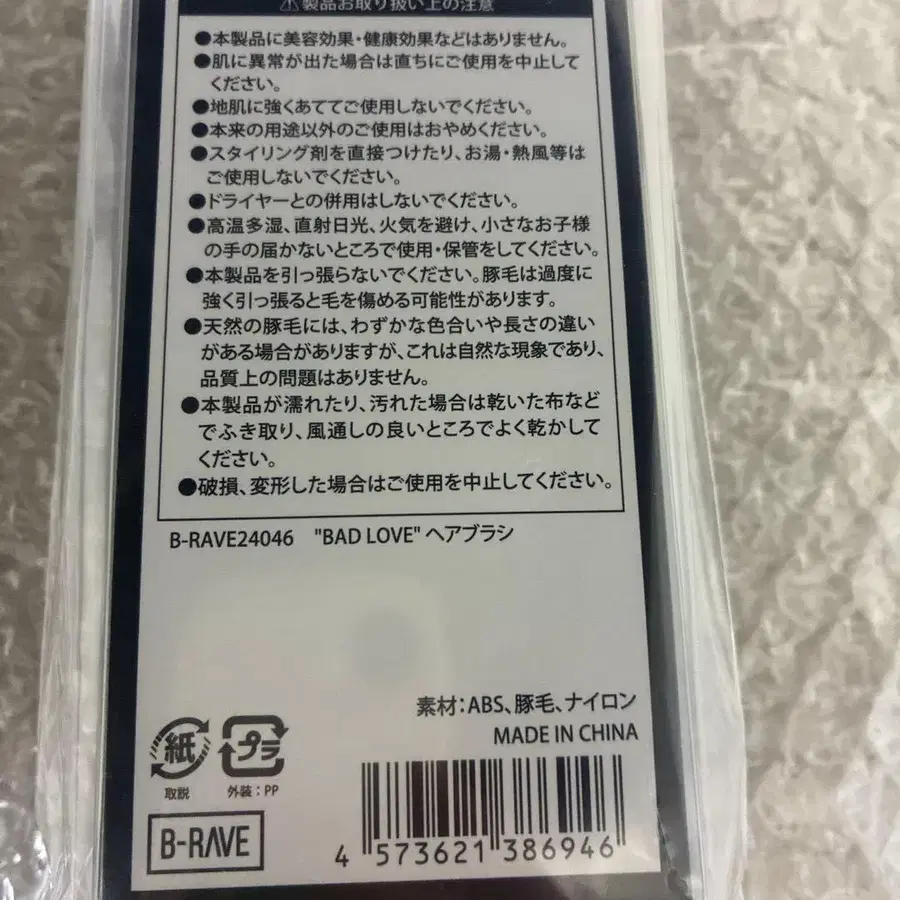 ⚠製品お取り扱い上の注意
●本製品に美容効果・健康効果などはありません。
●肌に異常が出た場合は直ちにご使用を中止して
ください。
●地肌に強くあててご使用しないでください。
●本来の用途以外のご使用はおやめください。
●スタイリング剤を直接つけたり、お湯・熱風等は
ご使用しないでください。
●ドライヤーとの併用はしないでください。
●高温多湿、直射日光、火気を避け、小さなお子様
の手の届かないところで使用・保管をしてください。
●本製品を引っ張らないでください。豚毛は過度に
強く引っ張ると毛を傷める可能性があります。
●天然の豚毛には、わずかな色合いや長さの違い
がある場合がありますが、これは自然な現象であり、
品質上の問題はありません。
●本製品が濡れたり、汚れた場合は乾いた布など
でふき取り、風通しの良いところでよく乾かして
ください。
●破損、変形した場合はご使用を中止してください。
B-RAVE24046 "BAD LOVE" ヘアブラシ
素材：ABS、豚毛、ナイロン
MADE IN CHINA
紙 プラ
取説 外装：PP
B-RAVE
4 573621 386946